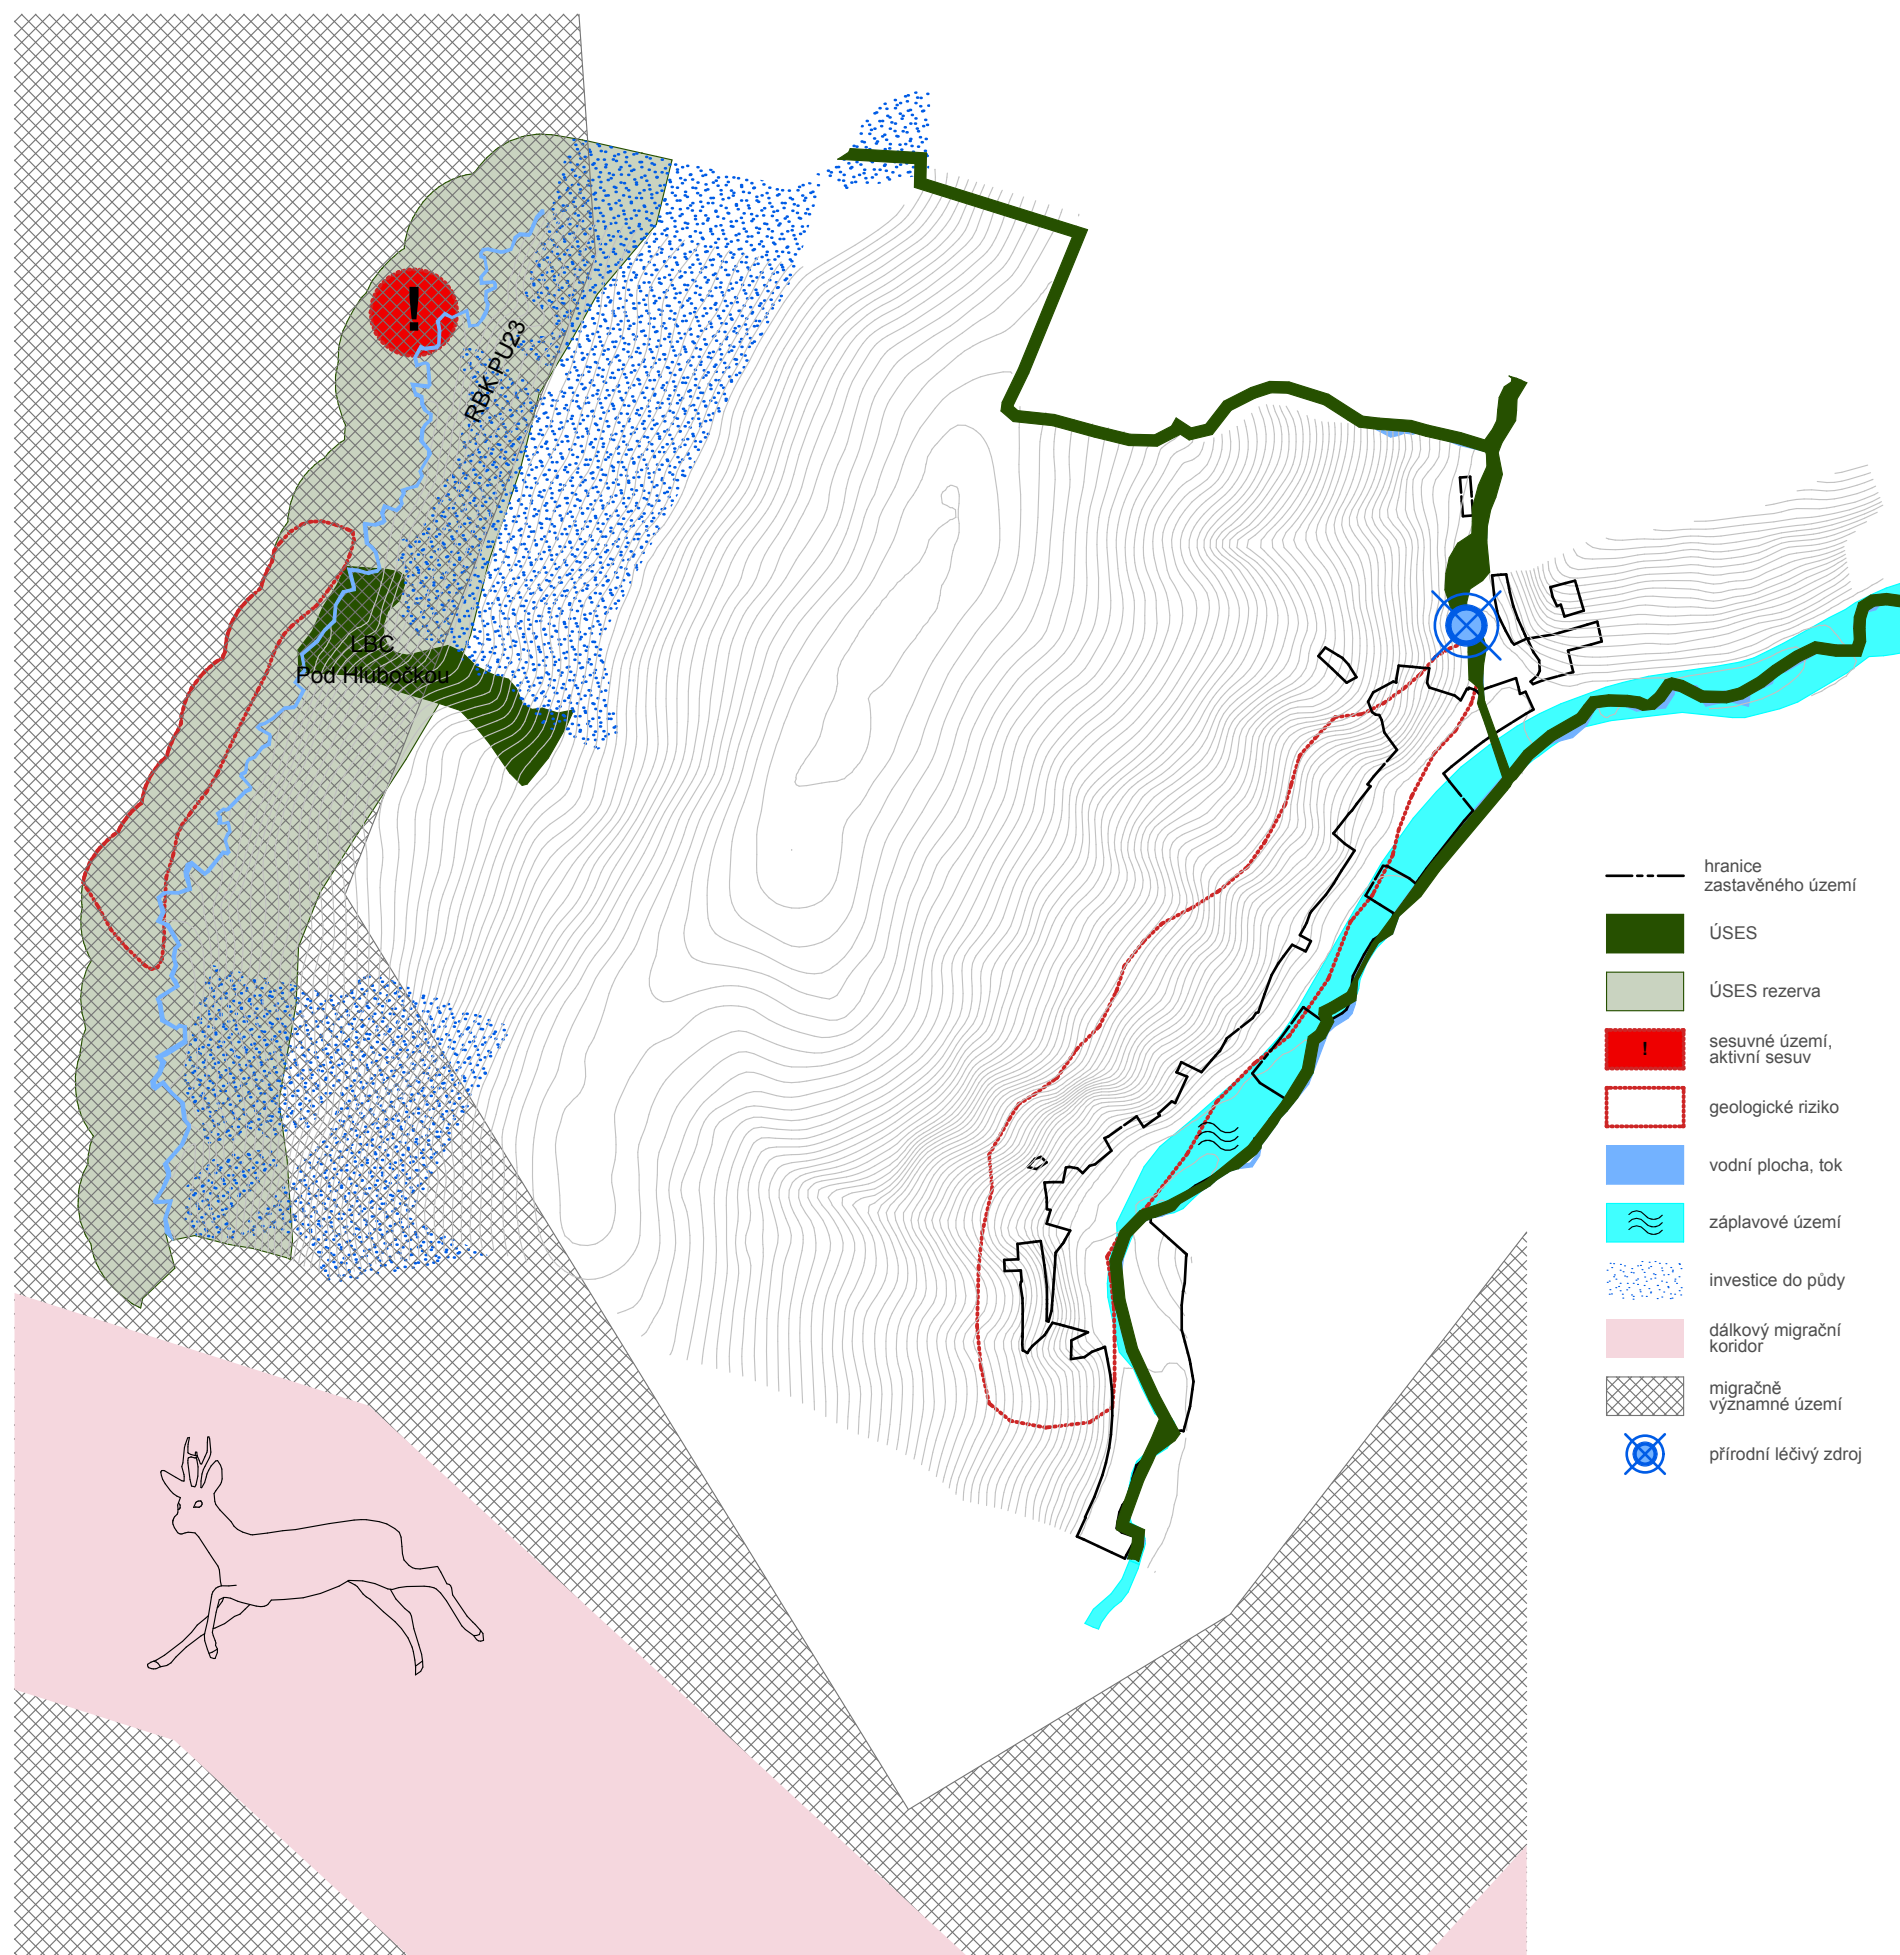 !
RBK PU23
LBC
Pod Hlubočkou
hranice
zastavěného území
ÚSES
ÚSES rezerva
!
sesuvné území,
aktivní sesuv
geologické riziko
vodní plocha, tok
záplavové území
investice do půdy
dálkový migrační
koridor
migračně
významné území
přírodní léčivý zdroj